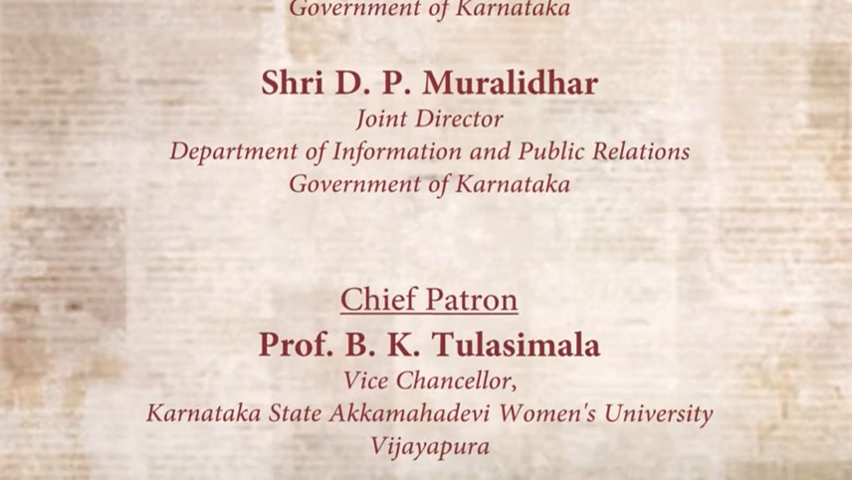 Government of Karnataka
Shri D. P. Muralidhar
Joint Director
Department of Information and Public Relations
Government of Karnataka
Chief Patron
Prof. B. K. Tulasimala
Vice Chancellor,
Karnataka State Akkamahadevi Women's University
Vijayapura